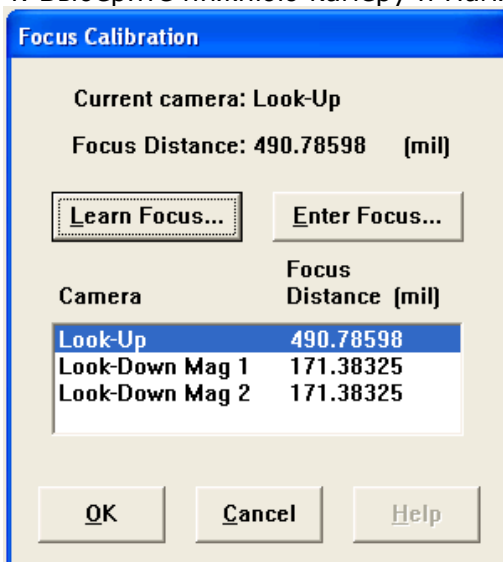 Focus Calibration
Current camera: Look-Up
Focus Distance: 490.78598 (mil)
Learn Focus... Enter Focus...
Camera Focus Distance (mil)
Look-Up 490.78598
Look-Down Mag 1 171.38325
Look-Down Mag 2 171.38325
OK Cancel Help